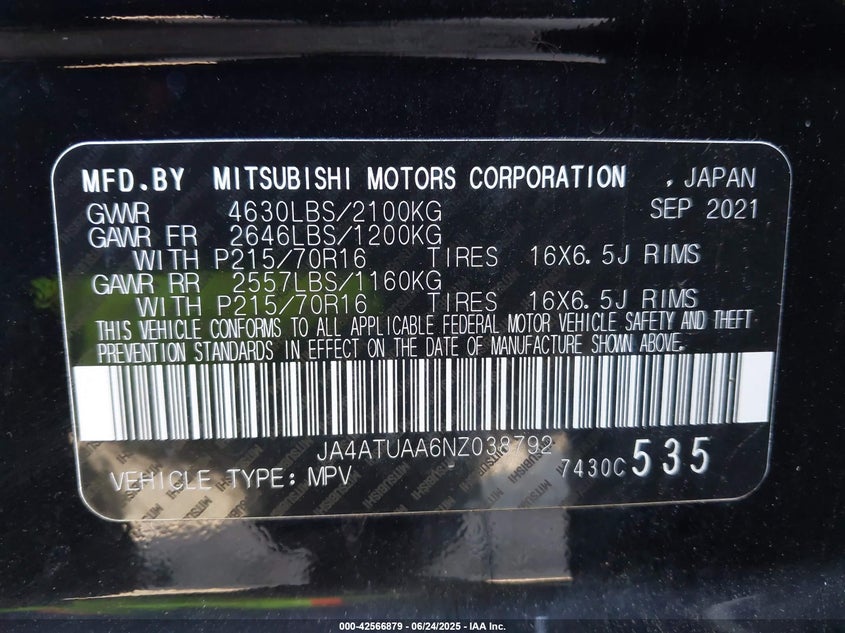 MFD.BY MITSUBISHI MOTORS CORPORATION , JAPAN
GVWR 4630LBS/2100KG SEP 2021
GAWR FR 2646LBS/1200KG
WITH P215/70R16 TIRES 16X6.5J RIMS
GAWR RR 2557LBS/1160KG
WITH P215/70R16 TIRES 16X6.5J RIMS
THIS VEHICLE CONFORMS TO ALL APPLICABLE FEDERAL MOTOR VEHICLE SAFETY AND THEFT
PREVENTION STANDARDS IN EFFECT ON THE DATE OF MANUFACTURE SHOWN ABOVE.
JA4ATUAA6NZ038792
VEHICLE TYPE: MPV 7430C 535
000-42566879 - 06/24/2025 - IAA Inc.